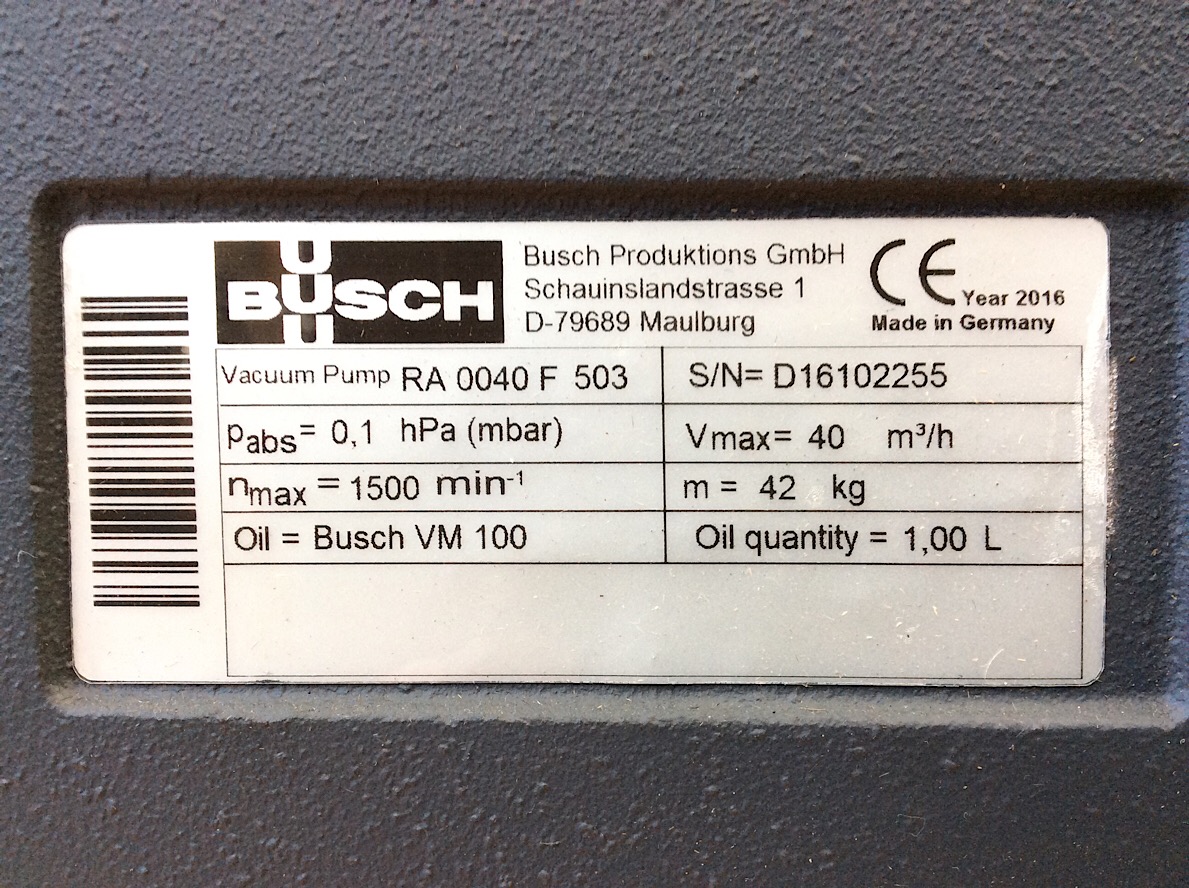 BUSCH
Busch Produktions GmbH
Schauinslandstrasse 1
D-79689 Maulburg
CE Year 2016
Made in Germany
Vacuum Pump RA 0040 F 503
S/N= D16102255
pabs= 0,1 hPa (mbar)
Vmax= 40 m³/h
nmax = 1500 min-1
m = 42 kg
Oil = Busch VM 100
Oil quantity = 1,00 L